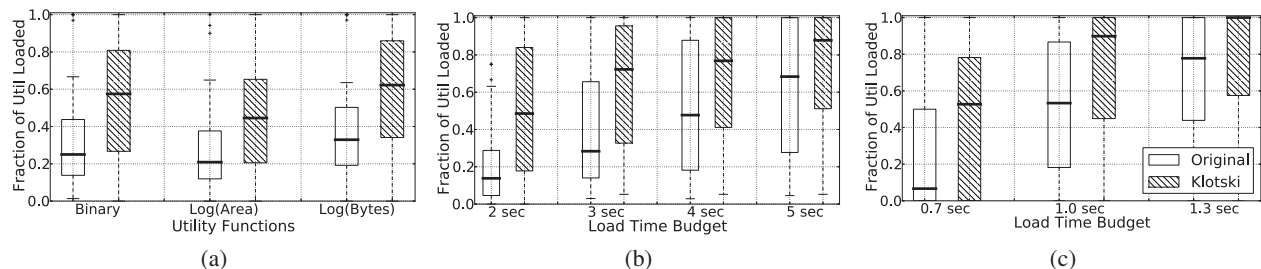 Fraction of Util Loaded
1.0
0.8
0.6
0.4
0.2
0.0
Binary Log(Area) Log(Bytes)
Utility Functions
(a)
Fraction of Util Loaded
1.0
0.8
0.6
0.4
0.2
0.0
2 sec 3 sec 4 sec 5 sec
Load Time Budget
(b)
Fraction of Util Loaded
1.0
0.8
0.6
0.4
0.2
0.0
0.7 sec 1.0 sec 1.3 sec
Load Time Budget
Original
Klotski
(c)